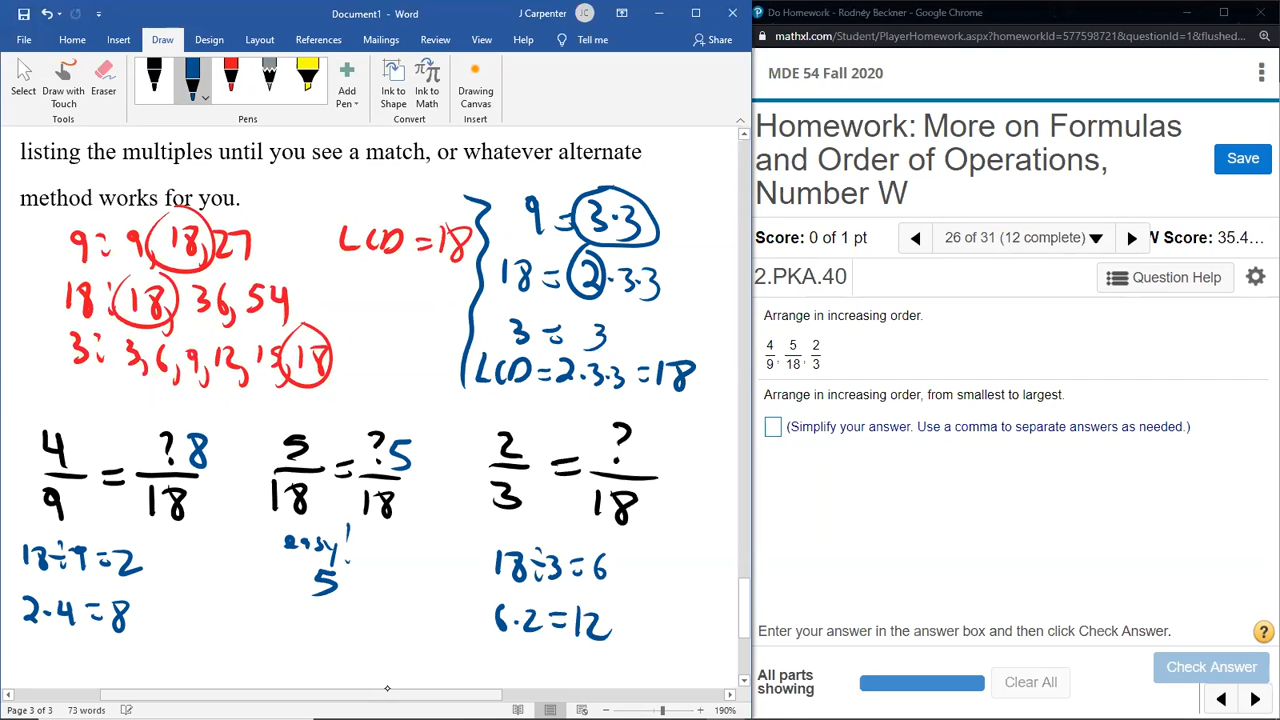 Document1 - Word
J Carpenter JC
File Home Insert Draw Design Layout References Mailings Review View Help Tell me Share
Select Draw with Touch Eraser Add Pen Ink to Shape Ink to Math Drawing Canvas
Tools Pens Convert Insert
listing the multiples until you see a match, or whatever alternate
method works for you.
9: 9, 18, 27
18: 18, 36, 54
3: 3, 6, 9, 12, 15, 18
LCD = 18
9 = 3·3
18 = 2·3·3
3 = 3
LCD = 2·3·3 = 18
4/9 = ?/18 8
5/18 = ?/18 5
2/3 = ?/18
18÷9=2
2·4=8
easy!
5
18÷3=6
6·2=12
Page 3 of 3 73 words 190%
Do Homework - Rodney Beckner - Google Chrome
mathxl.com/Student/PlayerHomework.aspx?homeworkId=577598721&questionId=1&flushed...
MDE 54 Fall 2020
Homework: More on Formulas
and Order of Operations,
Number W
Save
Score: 0 of 1 pt
26 of 31 (12 complete)
W Score: 35.4...
2.PKA.40
Question Help
Arrange in increasing order.
4/9, 5/18, 2/3
Arrange in increasing order, from smallest to largest.
(Simplify your answer. Use a comma to separate answers as needed.)
Enter your answer in the answer box and then click Check Answer.
?
All parts
showing
Clear All
Check Answer